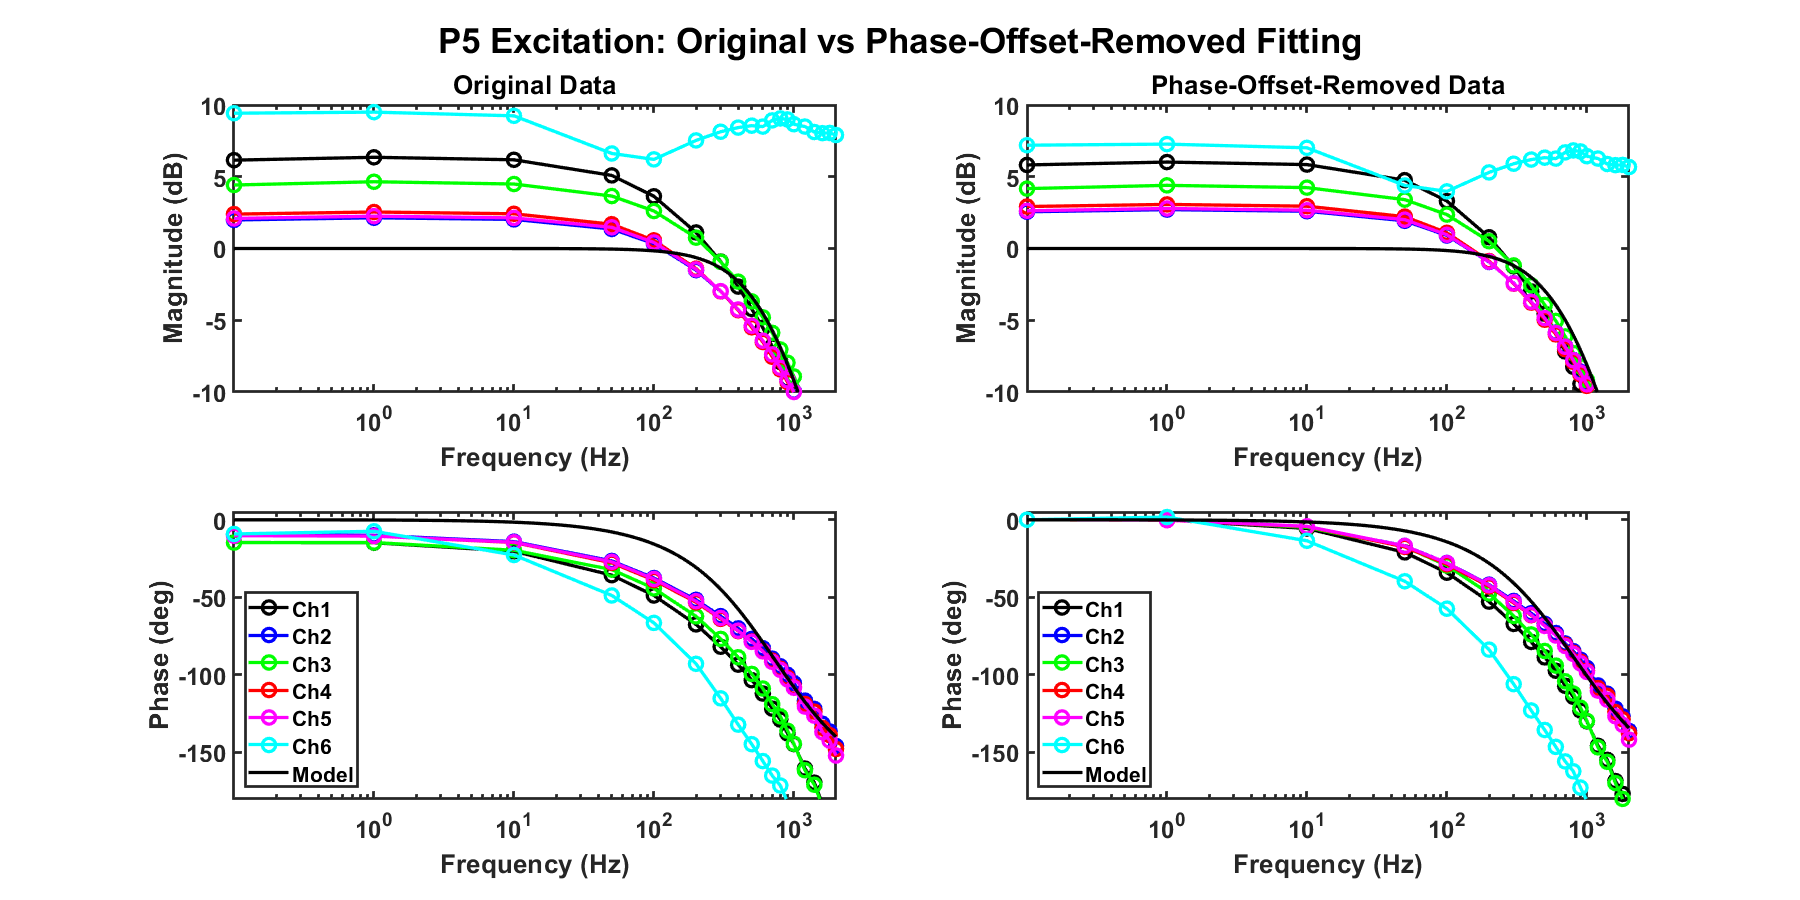 P5 Excitation: Original vs Phase-Offset-Removed Fitting
Original Data
10
5
0
-5
-10
Magnitude (dB)
10^0
10^1
10^2
10^3
Frequency (Hz)
Phase-Offset-Removed Data
10
5
0
-5
-10
Magnitude (dB)
10^0
10^1
10^2
10^3
Frequency (Hz)
0
-50
-100
-150
Phase (deg)
Ch1
Ch2
Ch3
Ch4
Ch5
Ch6
Model
10^0
10^1
10^2
10^3
Frequency (Hz)
0
-50
-100
-150
Phase (deg)
Ch1
Ch2
Ch3
Ch4
Ch5
Ch6
Model
10^0
10^1
10^2
10^3
Frequency (Hz)